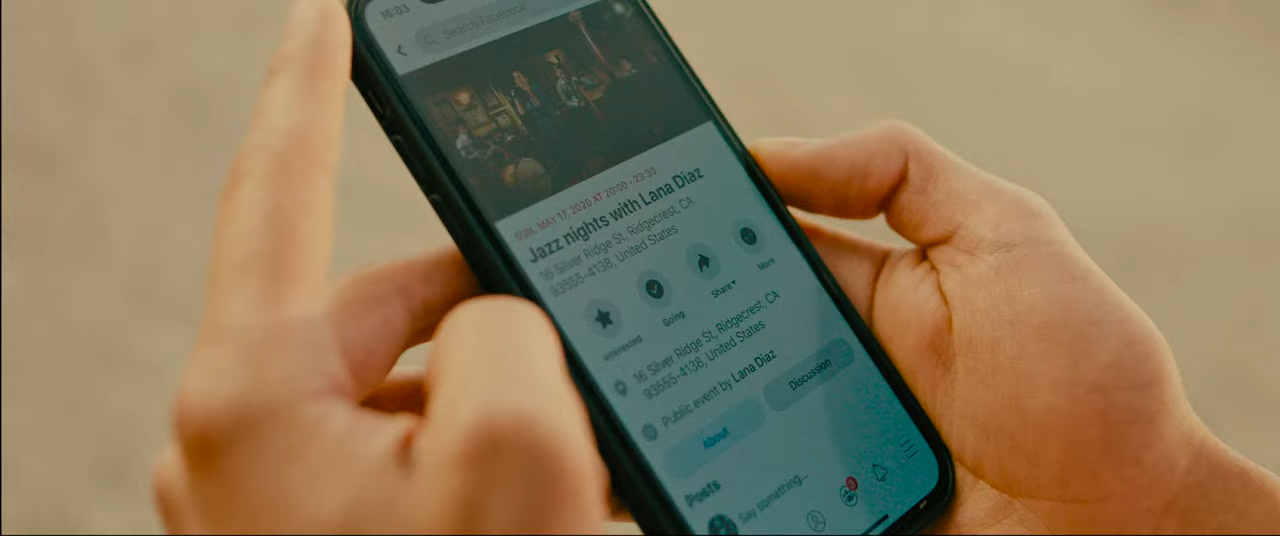 16:03
Search Facebook
SUN, MAY 17, 2020 AT 20:00 - 23:30
Jazz nights with Lana Diaz
16 Silver Ridge St, Ridgecrest, CA
93555-4138, United States
Interested
Going
Share
More
16 Silver Ridge St, Ridgecrest, CA
93555-4138, United States
Public event by Lana Diaz
About
Discussion
Posts
Say something...